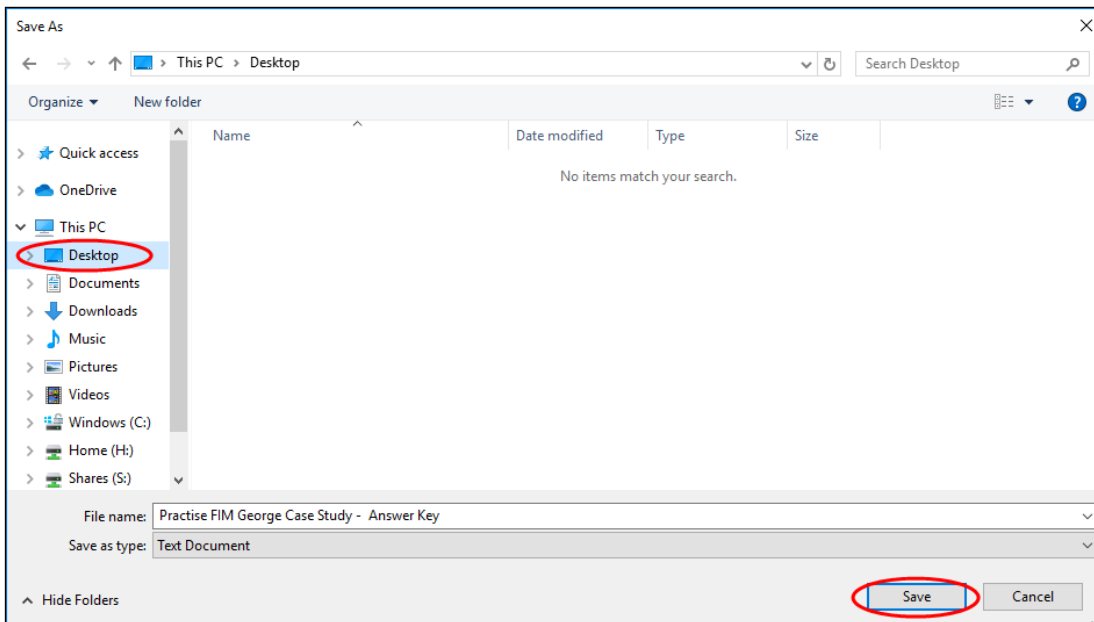 Save As
This PC > Desktop
Search Desktop
Organize
New folder
Name
Date modified
Type
Size
No items match your search.
Quick access
OneDrive
This PC
Desktop
Documents
Downloads
Music
Pictures
Videos
Windows (C:)
Home (H:)
Shares (S:)
File name: Practise FIM George Case Study -  Answer Key
Save as type: Text Document
Hide Folders
Save
Cancel